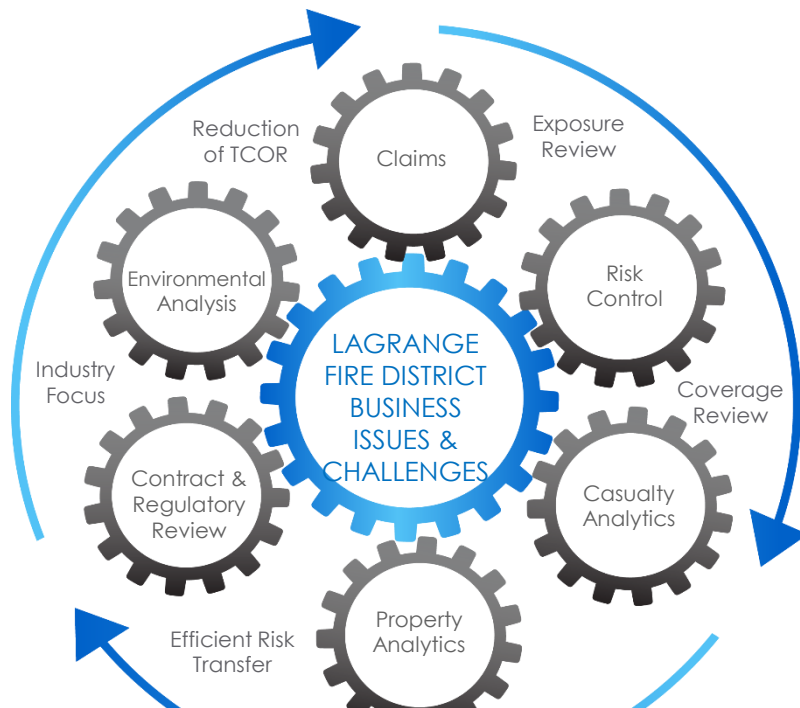 Reduction
of TCOR
Claims
Exposure
Review
Environmental
Analysis
Risk
Control
LAGRANGE
FIRE DISTRICT
BUSINESS
ISSUES &
CHALLENGES
Industry
Focus
Coverage
Review
Contract &
Regulatory
Review
Casualty
Analytics
Efficient Risk
Transfer
Property
Analytics